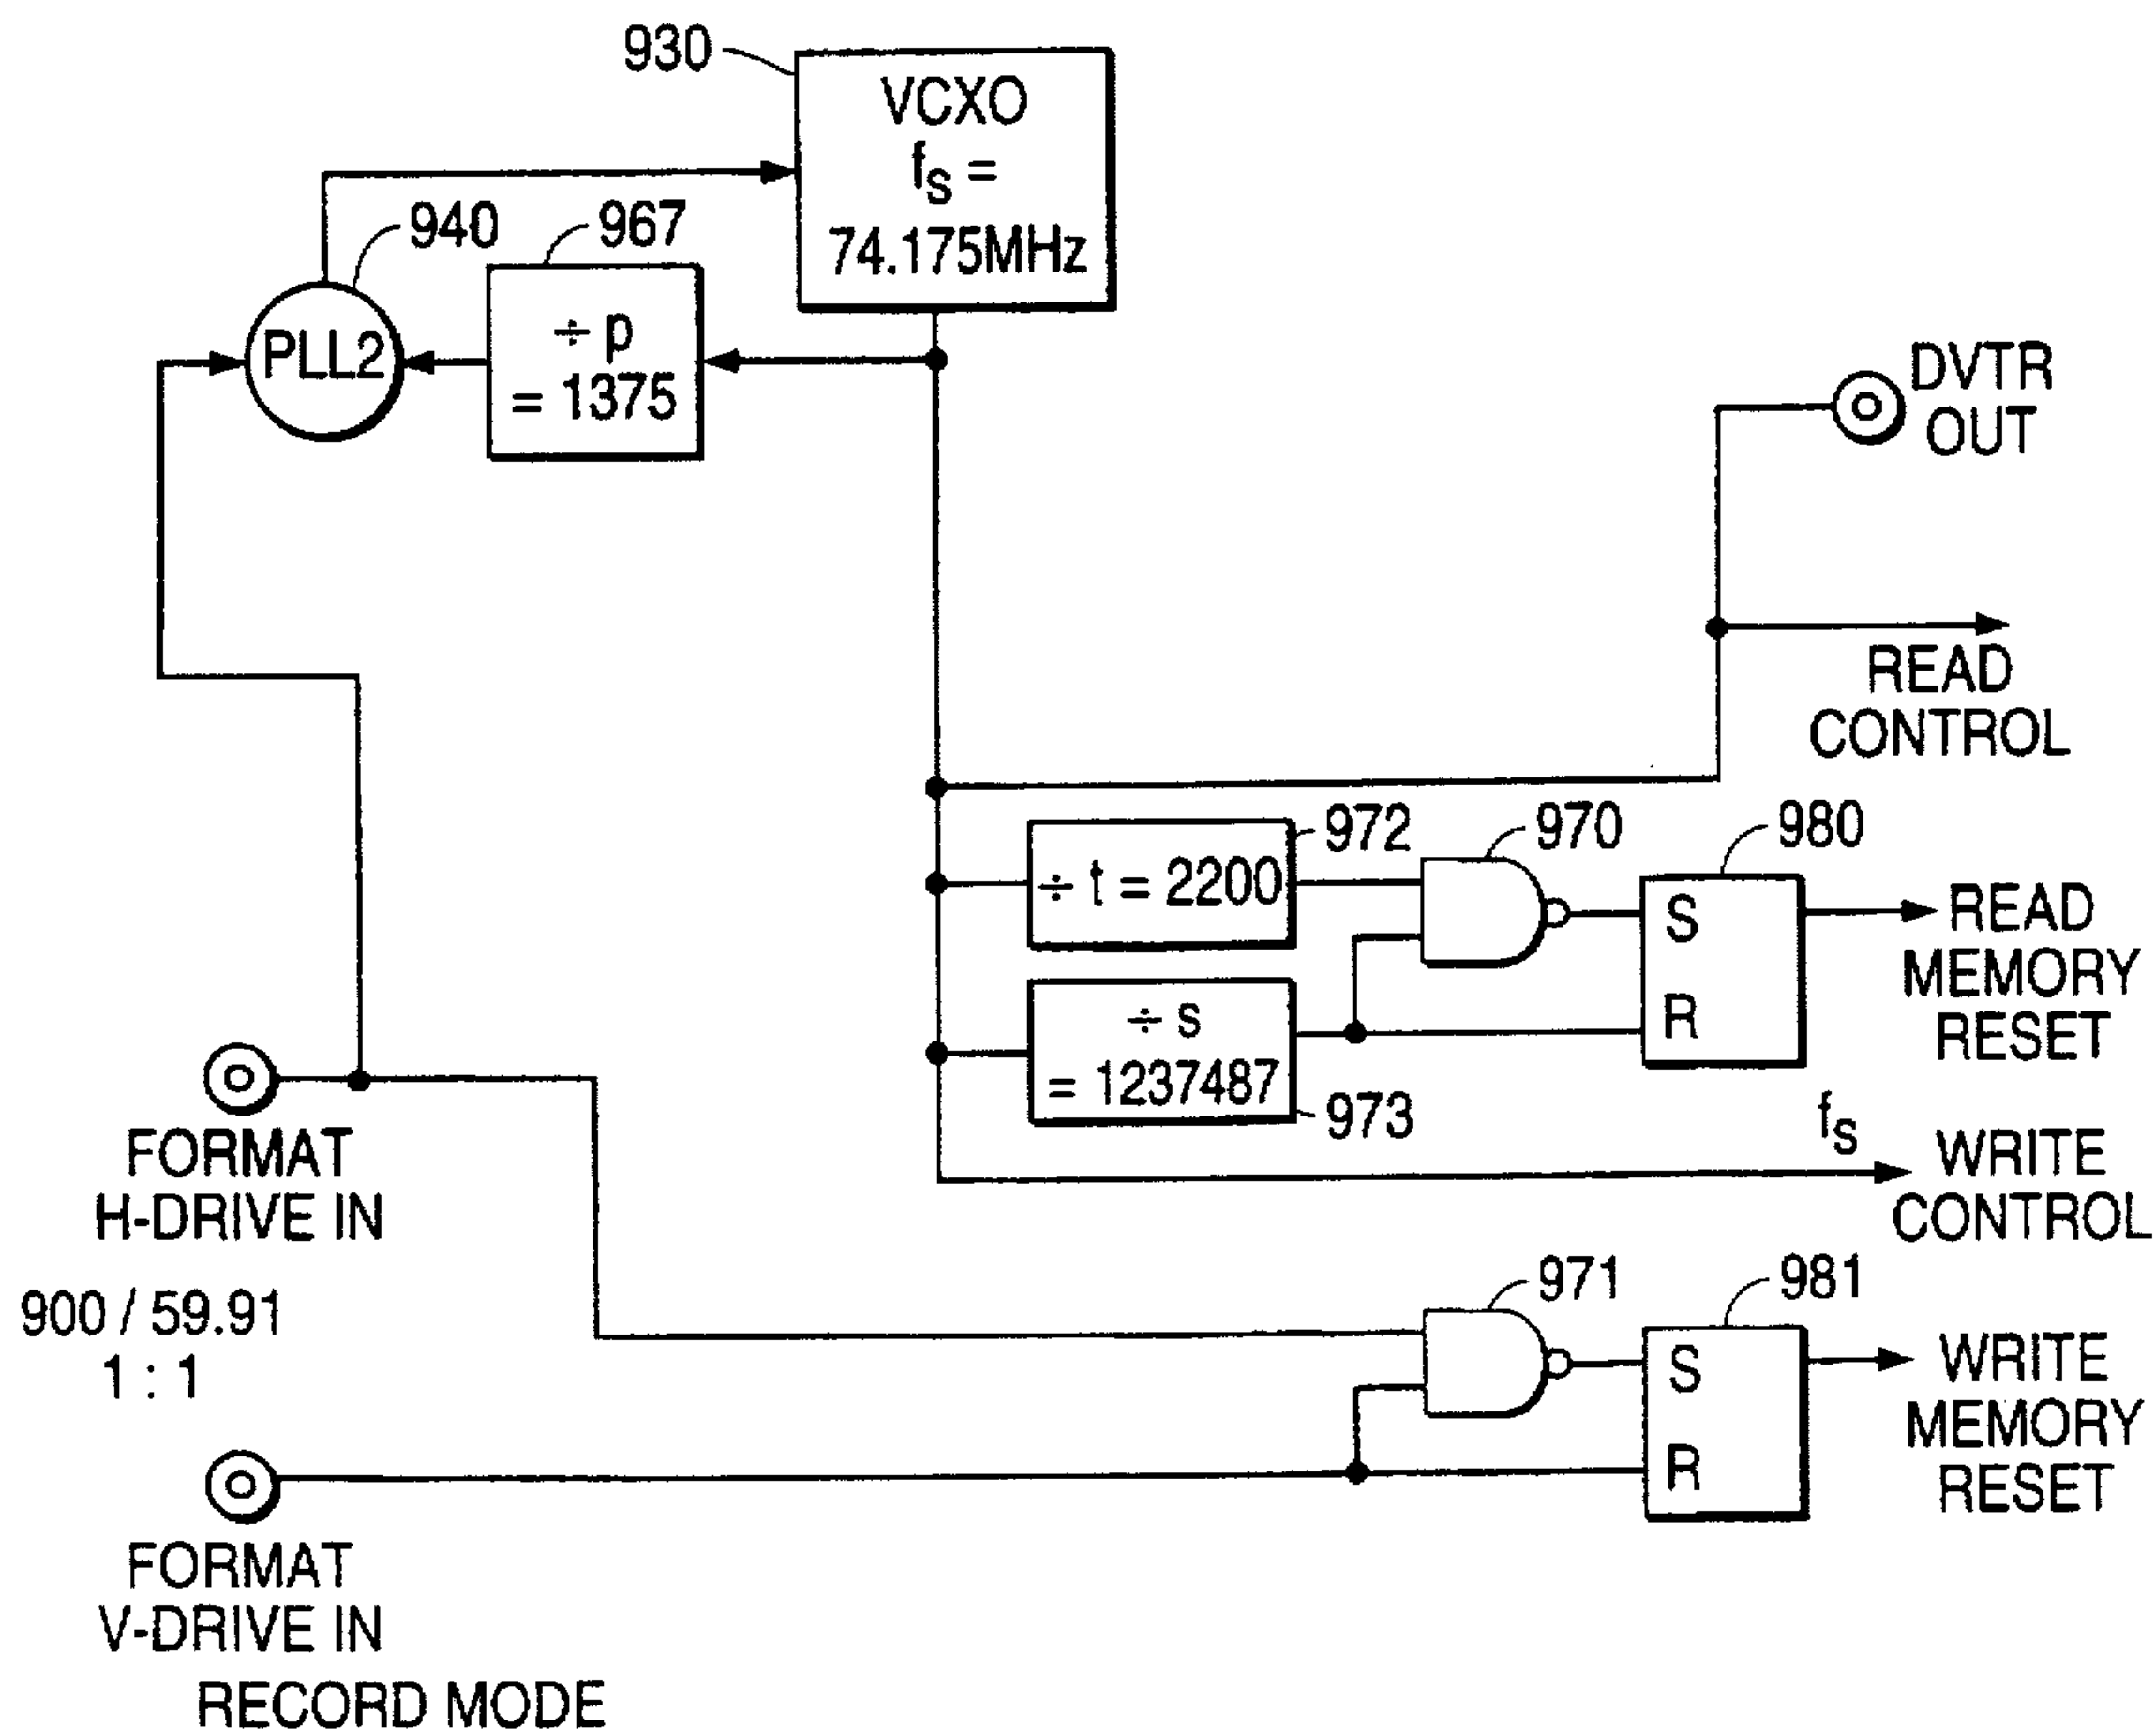 930
VCXO
fs =
74.175MHz
940
967
PLL2
÷ p
= 1375
DVTR
OUT
READ
CONTROL
972
970
980
÷ t = 2200
S
R
READ
MEMORY
RESET
÷ s
= 1237487
973
fs
WRITE
CONTROL
FORMAT
H-DRIVE IN
900 / 59.91
1 : 1
971
981
S
R
WRITE
MEMORY
RESET
FORMAT
V-DRIVE IN
RECORD MODE